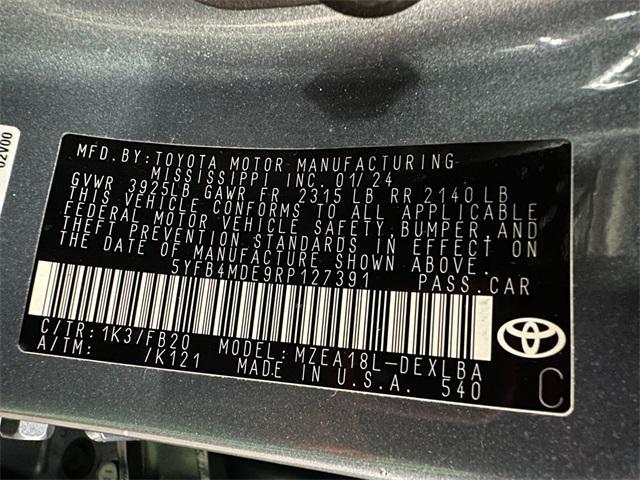 02V00
MFD.BY:TOYOTA MOTOR MANUFACTURING
MISSISSIPPI INC.01/24
GVWR 3925LB GAWR FR 2315 LB RR 2140 LB
THIS VEHICLE CONFORMS TO ALL APPLICABLE
FEDERAL MOTOR VEHICLE SAFETY,BUMPER,AND
THEFT PREVENTION STANDARDS IN EFFECT ON
THE DATE OF MANUFACTURE SHOWN ABOVE.
5YFB4MDE9RP127391 PASS.CAR
C/TR:1K3/FB20 MODEL:MZEA18L-DEXLBA
A/TM: /K121 MADE IN U.S.A. 540
C